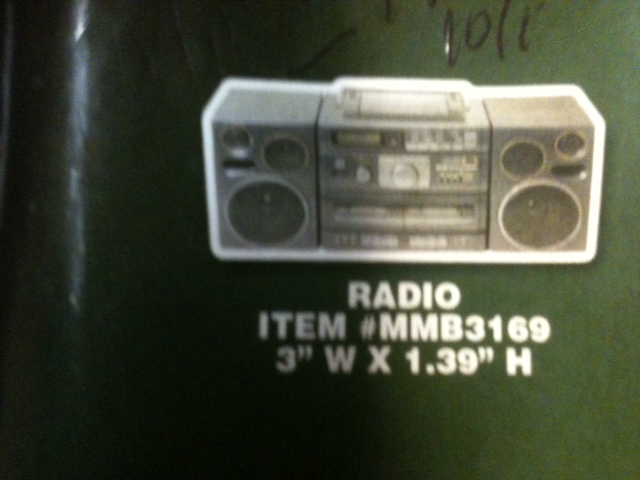 RADIO
ITEM #MMB3169
3" W X 1.39" H